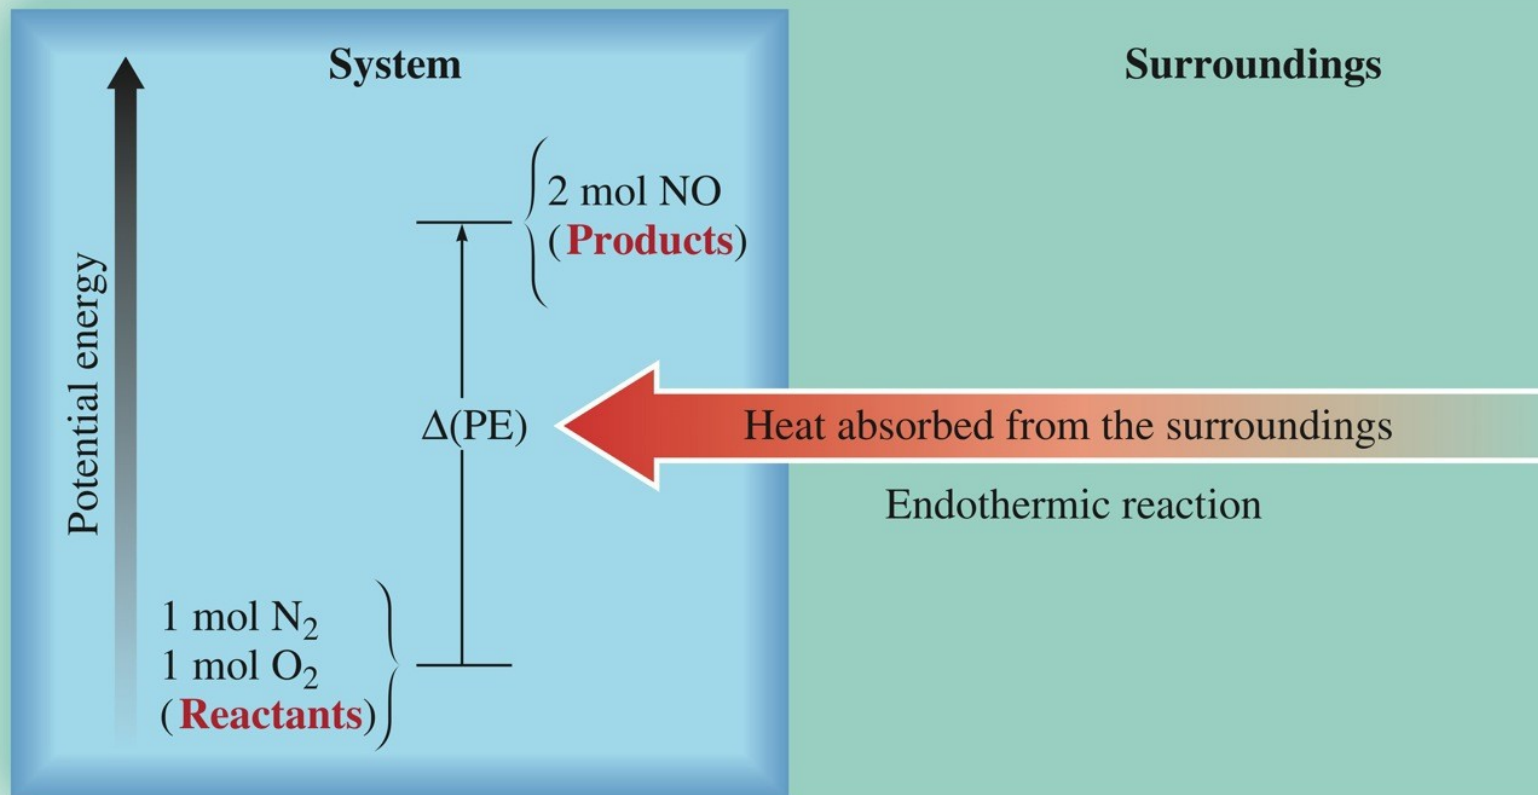 System
Surroundings
Potential energy
2 mol NO
(Products)
Δ(PE)
Heat absorbed from the surroundings
Endothermic reaction
1 mol N₂
1 mol O₂
(Reactants)